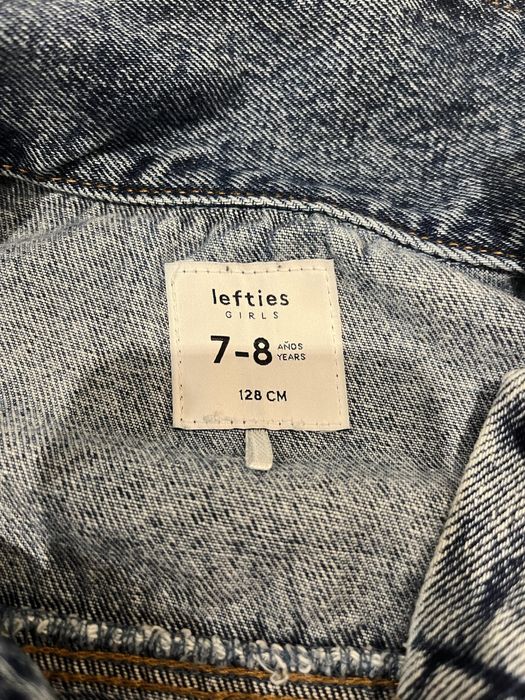 lefties
GIRLS
7-8 AÑOS
YEARS
128 CM